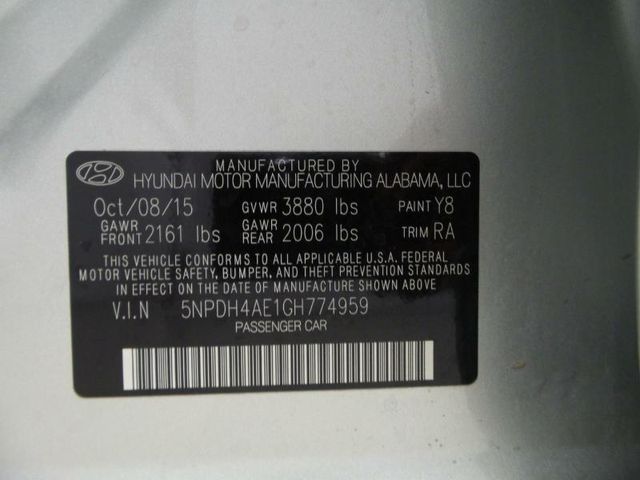 MANUFACTURED BY
HYUNDAI MOTOR MANUFACTURING ALABAMA, LLC
Oct/08/15 GVWR 3880 lbs PAINT Y8
GAWR FRONT 2161 lbs GAWR REAR 2006 lbs TRIM RA
THIS VEHICLE CONFORMS TO ALL APPLICABLE U.S.A. FEDERAL
MOTOR VEHICLE SAFETY, BUMPER, AND THEFT PREVENTION
STANDARDS IN EFFECT ON THE DATE OF MANUFACTURE SHOWN ABOVE.
V.I.N 5NPDH4AE1GH774959
PASSENGER CAR